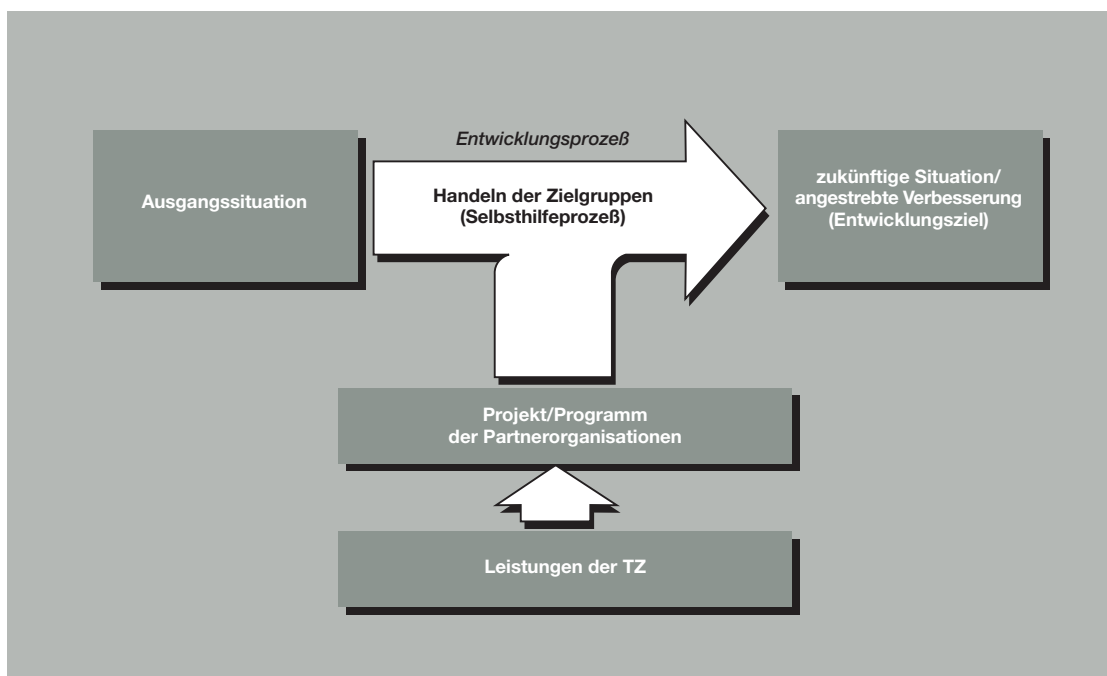 Entwicklungsprozeß
Ausgangssituation
Handeln der Zielgruppen
(Selbsthilfeprozeß)
zukünftige Situation/
angestrebte Verbesserung
(Entwicklungsziel)
Projekt/Programm
der Partnerorganisationen
Leistungen der TZ